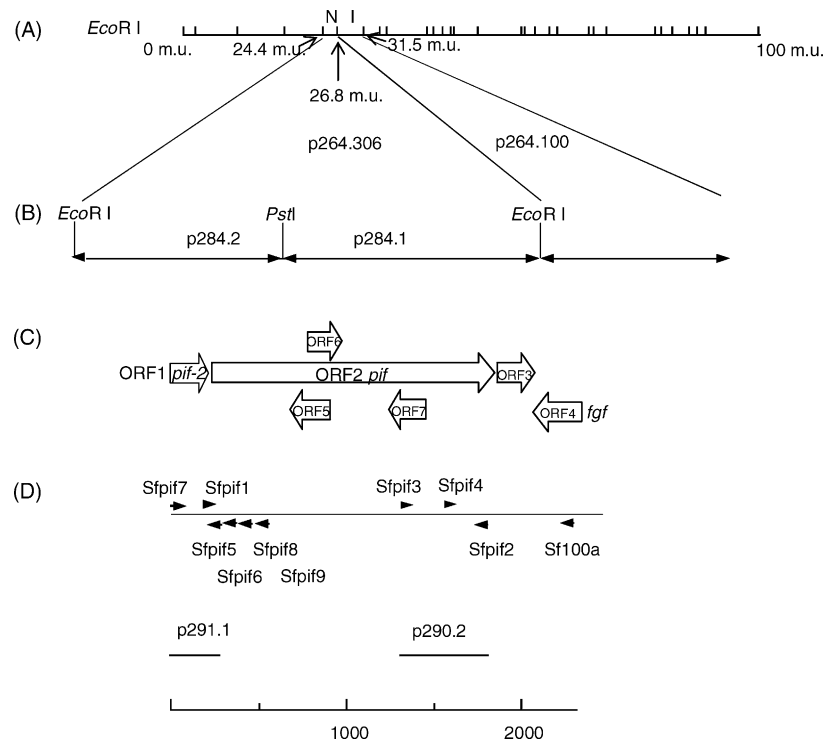 (A) EcoR I N I
0 m.u. 24.4 m.u. 31.5 m.u. 100 m.u.
26.8 m.u.
p264.306 p264.100
(B) EcoR I PstI EcoR I
p284.2 p284.1
(C) ORF6
ORF1 pif-2 ORF2 pif ORF3
ORF5 ORF7 ORF4 fgf
(D) Sfpif7 Sfpif1 Sfpif3 Sfpif4
Sfpif5 Sfpif8 Sfpif2 Sf100a
Sfpif6 Sfpif9
p291.1 p290.2
1000 2000